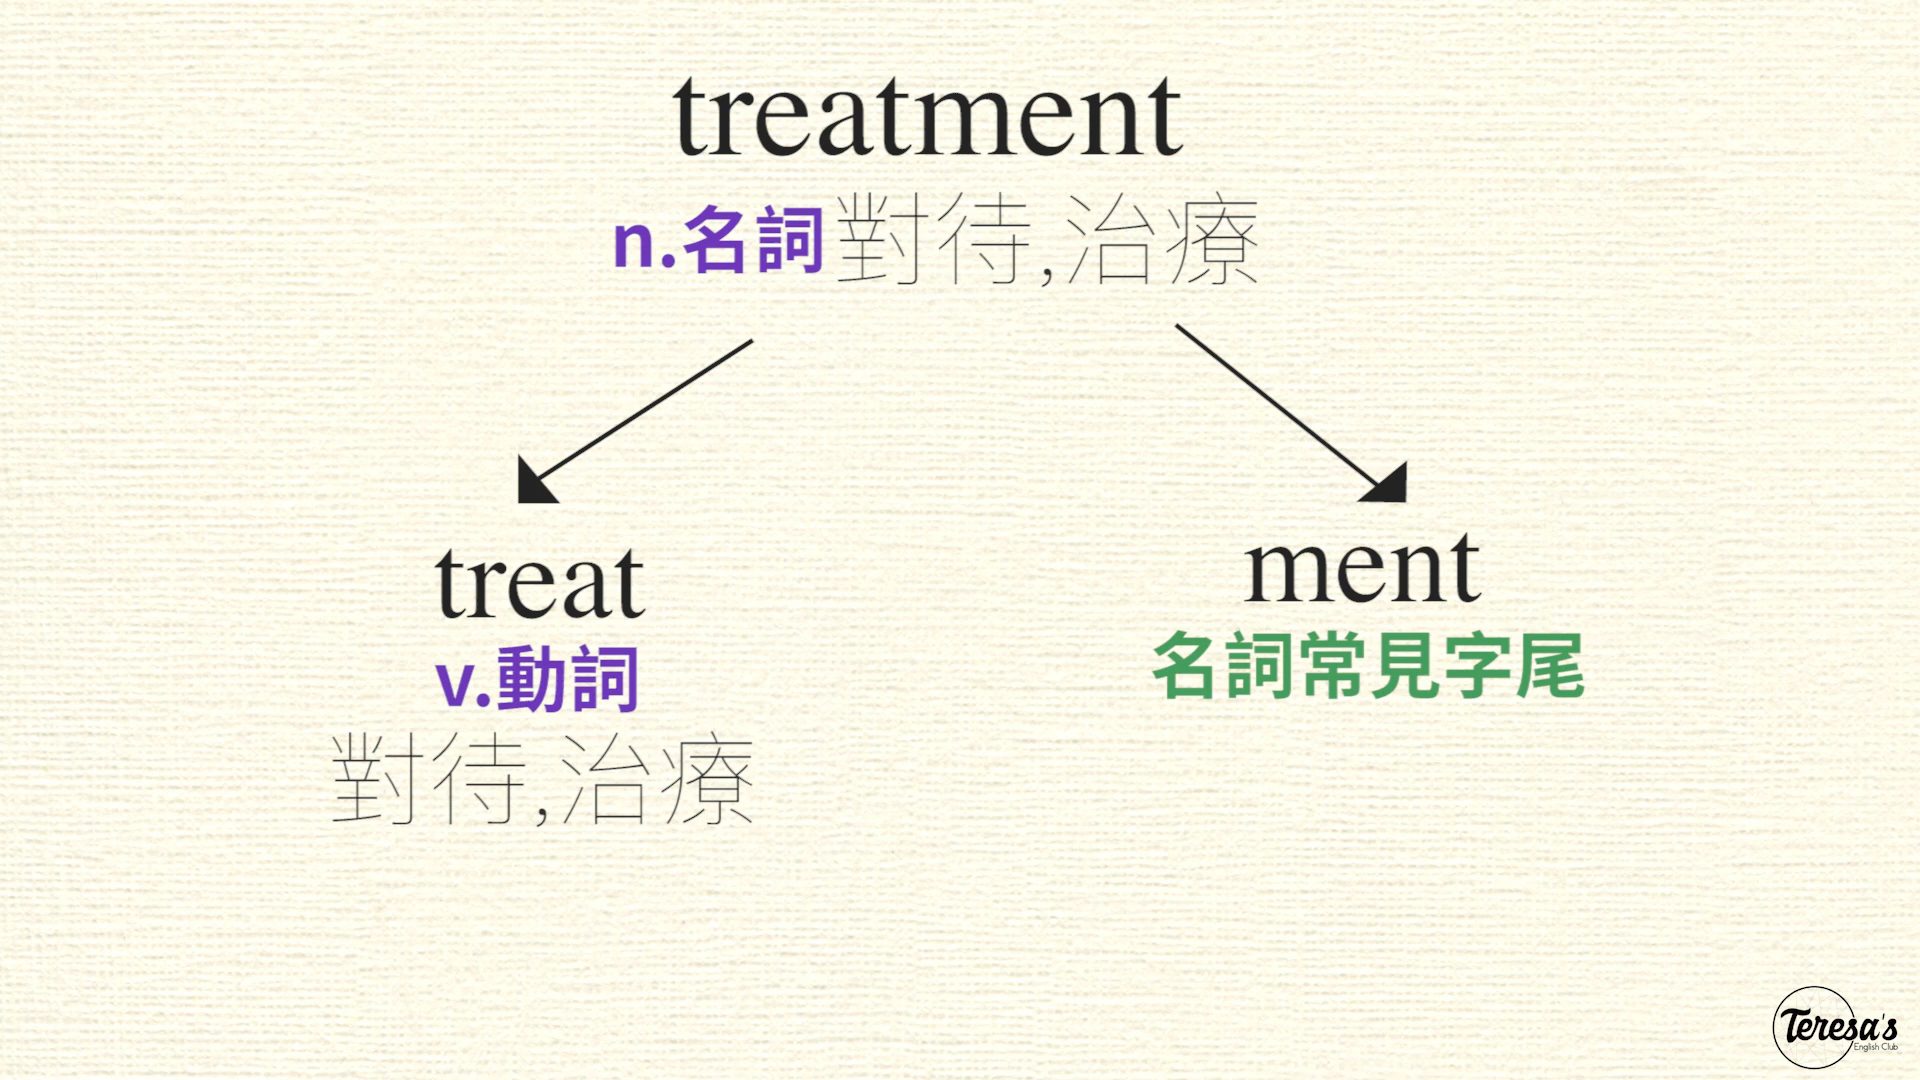 treatment
n.名詞對待,治療
treat
v.動詞
對待,治療
ment
名詞常見字尾
Teresa's
English Club